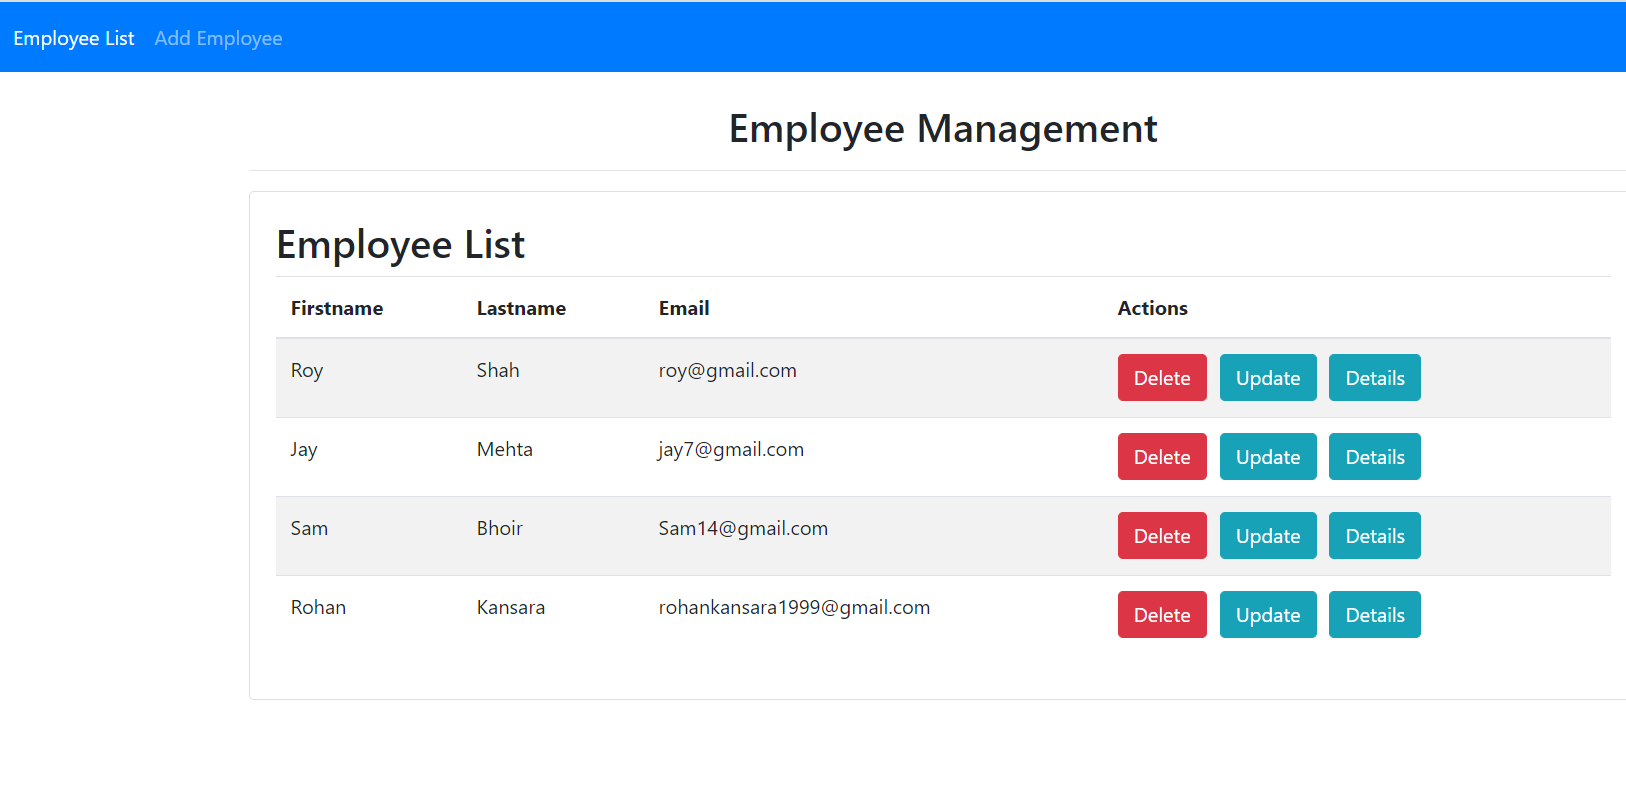 Employee List Add Employee
Employee Management
Employee List
Firstname Lastname Email Actions
Roy Shah roy@gmail.com Delete Update Details
Jay Mehta jay7@gmail.com Delete Update Details
Sam Bhoir Sam14@gmail.com Delete Update Details
Rohan Kansara rohankansara1999@gmail.com Delete Update Details